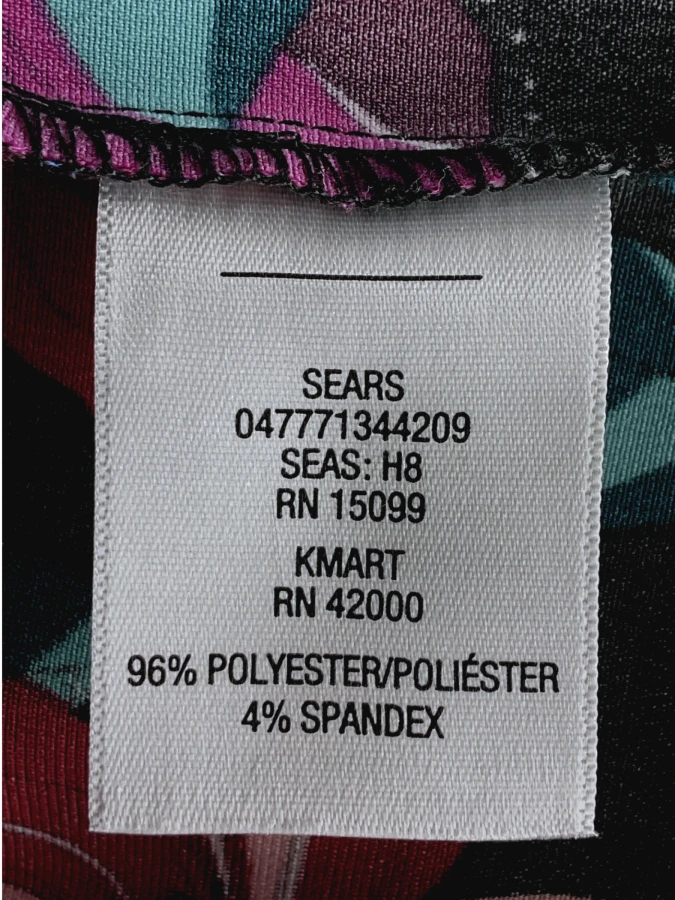 SEARS
047771344209
SEAS: H8
RN 15099
KMART
RN 42000
96% POLYESTER/POLIÉSTER
4% SPANDEX